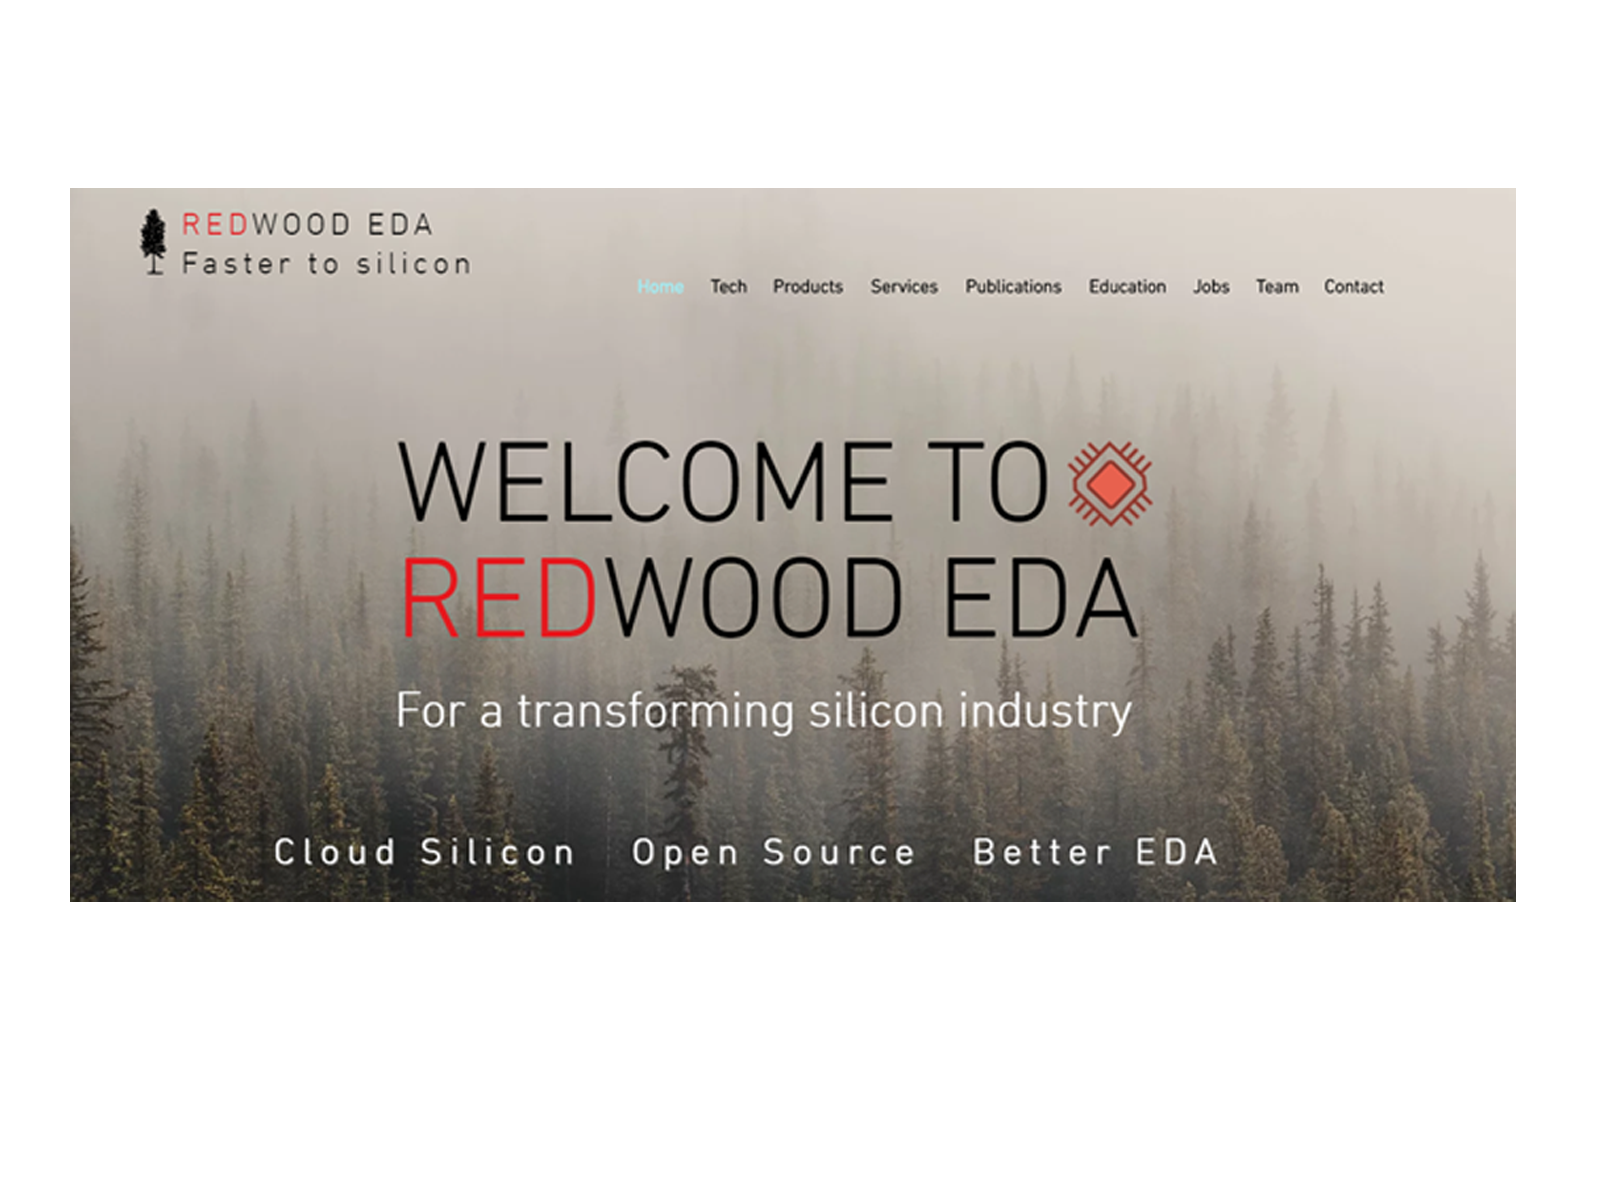 REDWOOD EDA
Faster to silicon
Home Tech Products Services Publications Education Jobs Team Contact
WELCOME TO
REDWOOD EDA
For a transforming silicon industry
Cloud Silicon Open Source Better EDA